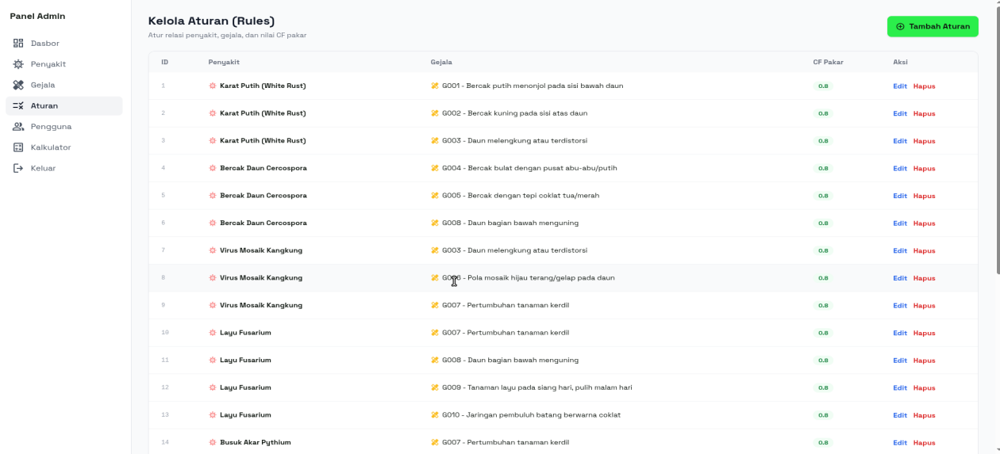 Panel Admin
Dasbor
Penyakit
Gejala
Aturan
Pengguna
Kalkulator
Keluar
Kelola Aturan (Rules)
Atur relasi penyakit, gejala, dan nilai CF pakar
Tambah Aturan
ID Penyakit Gejala CF Pakar Aksi
1 Karat Putih (White Rust) G001 - Bercak putih menonjol pada sisi bawah daun 0.8 Edit Hapus
2 Karat Putih (White Rust) G002 - Bercak kuning pada sisi atas daun 0.8 Edit Hapus
3 Karat Putih (White Rust) G003 - Daun melengkung atau terdistorsi 0.8 Edit Hapus
4 Bercak Daun Cercospora G004 - Bercak bulat dengan pusat abu-abu/putih 0.8 Edit Hapus
5 Bercak Daun Cercospora G005 - Bercak dengan tepi coklat tua/merah 0.8 Edit Hapus
6 Bercak Daun Cercospora G008 - Daun bagian bawah menguning 0.8 Edit Hapus
7 Virus Mosaik Kangkung G003 - Daun melengkung atau terdistorsi 0.8 Edit Hapus
8 Virus Mosaik Kangkung G006 - Pola mosaik hijau terang/gelap pada daun 0.8 Edit Hapus
9 Virus Mosaik Kangkung G007 - Pertumbuhan tanaman kerdil 0.8 Edit Hapus
10 Layu Fusarium G007 - Pertumbuhan tanaman kerdil 0.8 Edit Hapus
11 Layu Fusarium G008 - Daun bagian bawah menguning 0.8 Edit Hapus
12 Layu Fusarium G009 - Tanaman layu pada siang hari, pulih malam hari 0.8 Edit Hapus
13 Layu Fusarium G010 - Jaringan pembuluh batang berwarna coklat 0.8 Edit Hapus
14 Busuk Akar Pythium G007 - Pertumbuhan tanaman kerdil 0.8 Edit Hapus